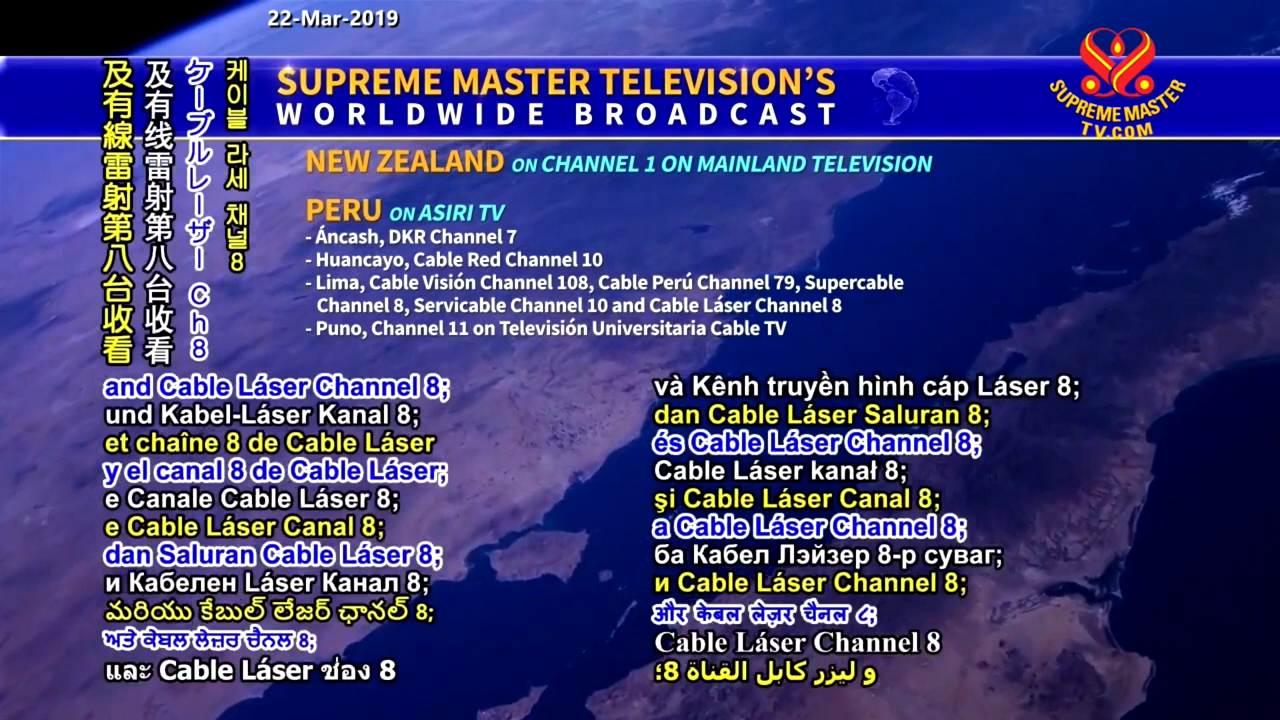 22-Mar-2019
SUPREME MASTER TELEVISION'S
WORLDWIDE BROADCAST
SUPREME MASTER
TV.COM
及有線雷射第八台收看
及有线雷射第八台收看
ケーブルレーザー Ch8
케이블 라세 채널8
NEW ZEALAND ON CHANNEL 1 ON MAINLAND TELEVISION
PERU ON ASIRI TV
- Áncash, DKR Channel 7
- Huancayo, Cable Red Channel 10
- Lima, Cable Visión Channel 108, Cable Perú Channel 79, Supercable
Channel 8, Servicable Channel 10 and Cable Láser Channel 8
- Puno, Channel 11 on Televisión Universitaria Cable TV
and Cable Láser Channel 8;
und Kabel-Láser Kanal 8;
et chaîne 8 de Cable Láser
y el canal 8 de Cable Láser;
e Canale Cable Láser 8;
e Cable Láser Canal 8;
dan Saluran Cable Láser 8;
и Кабелен Láser Канал 8;
మరియు కేబుల్ లేజర్ ఛానల్ 8;
ਅਤੇ ਕੇਬਲ ਲੇਜ਼ਰ ਚੈਨਲ 8;
และ Cable Láser ช่อง 8
và Kênh truyền hình cáp Láser 8;
dan Cable Láser Saluran 8;
és Cable Láser Channel 8;
Cable Láser kanał 8;
şi Cable Láser Canal 8;
a Cable Láser Channel 8;
ба Кабел Лэйзер 8-р суваг;
и Cable Láser Channel 8;
और केबल लेज़र चैनल ८;
Cable Láser Channel 8
و ليزر كابل القناة 8؛